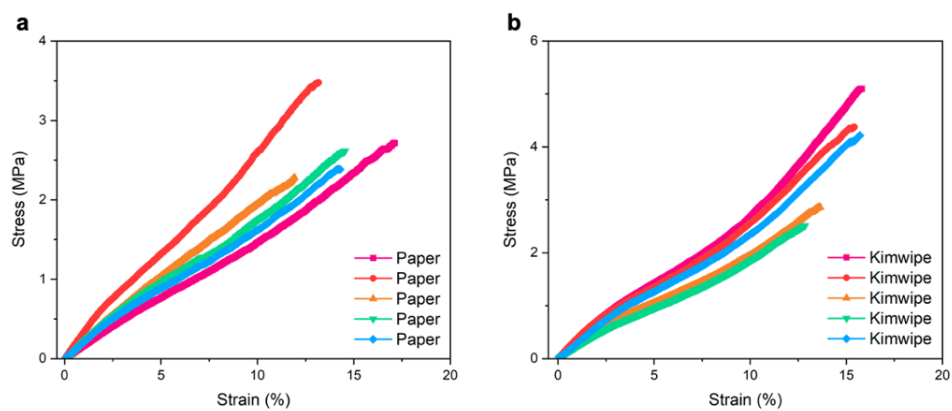 a
4
3
2
1
0
Stress (MPa)
0
5
10
15
20
Strain (%)
Paper
Paper
Paper
Paper
Paper
b
6
4
2
0
Stress (MPa)
0
5
10
15
20
Strain (%)
Kimwipe
Kimwipe
Kimwipe
Kimwipe
Kimwipe